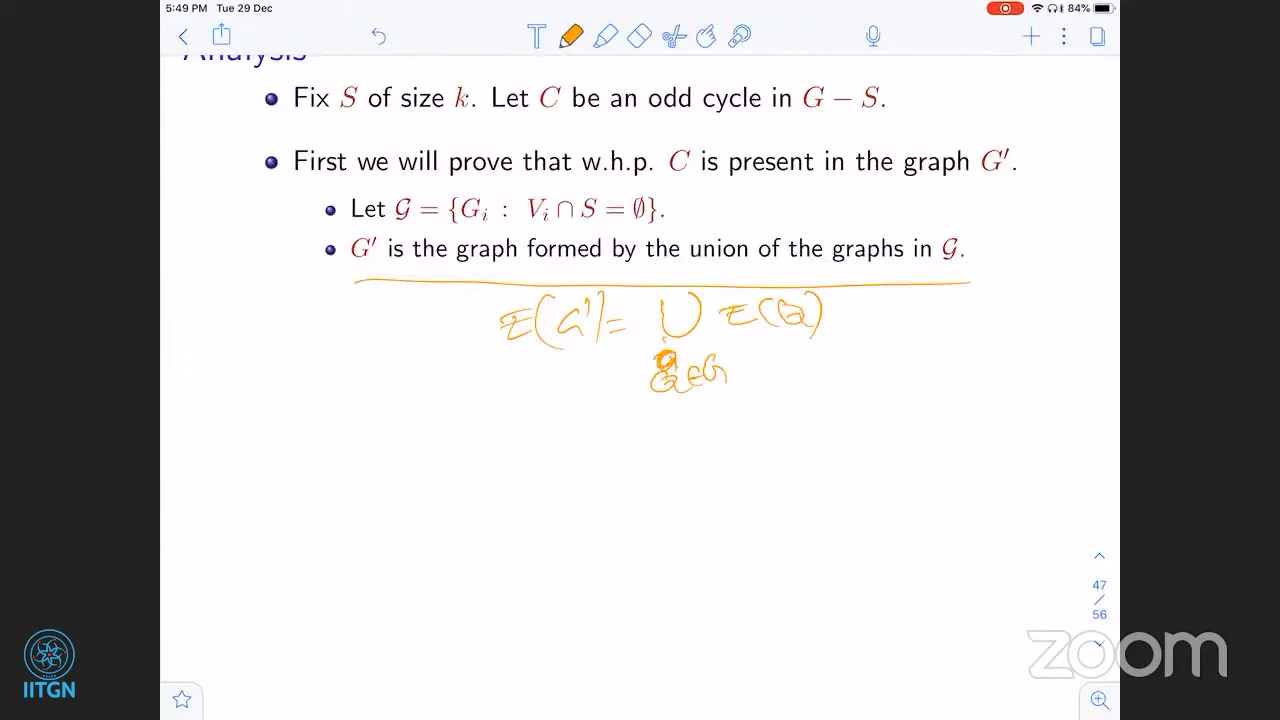 5:49 PM Tue 29 Dec 84%
Analysis
Fix S of size k. Let C be an odd cycle in G − S.
First we will prove that w.h.p. C is present in the graph G′.
Let 𝒢 = {G_i : V_i ∩ S = ∅}.
G′ is the graph formed by the union of the graphs in 𝒢.
E(G′) = ∪ E(Q)
Q∈G
47
/
56
zoom
IITGN